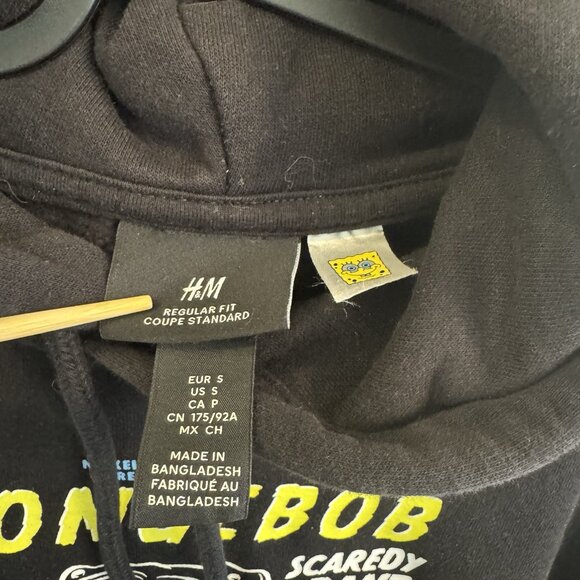 H&M
REGULAR FIT
COUPE STANDARD
EUR S
US S
CA P
CN 175/92A
MX CH
MADE IN
BANGLADESH
FABRIQUÉ AU
BANGLADESH
SCAREDY